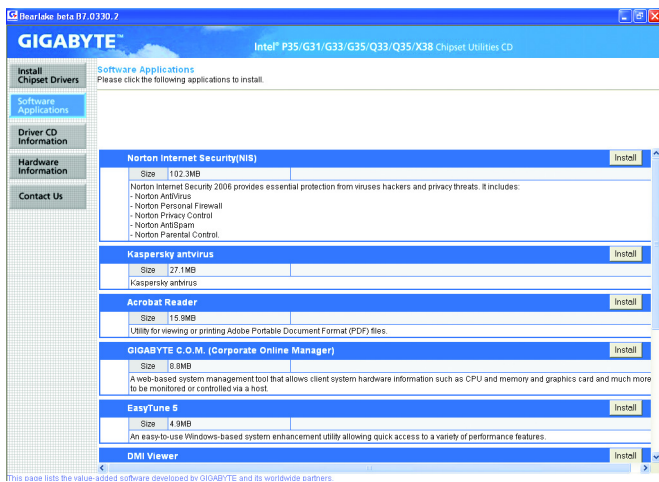 Bearlake beta B7.0330.2
GIGABYTE™
Intel® P35/G31/G33/G35/Q33/Q35/X38 Chipset Utilities CD
Install
Chipset Drivers
Software
Applications
Driver CD
Information
Hardware
Information
Contact Us
Software Applications
Please click the following applications to install.
Norton Internet Security(NIS)
Install
Size 102.3MB
Norton Internet Security 2006 provides essential protection from viruses hackers and privacy threats. It includes:
- Norton AntiVirus
- Norton Personal Firewall
- Norton Privacy Control
- Norton AntiSpam
- Norton Parental Control.
Kaspersky antvirus
Install
Size 27.1MB
Kaspersky antvirus
Acrobat Reader
Install
Size 15.9MB
Utility for viewing or printing Adobe Portable Document Format (PDF) files.
GIGABYTE C.O.M. (Corporate Online Manager)
Install
Size 8.8MB
A web-based system management tool that allows client system hardware information such as CPU and memory and graphics card and much more
to be monitored or controlled via a host.
EasyTune 5
Install
Size 4.9MB
An easy-to-use Windows-based system enhancement utility allowing quick access to a variety of performance features.
DMI Viewer
Install
This page lists the value-added software developed by GIGABYTE and its worldwide partners.